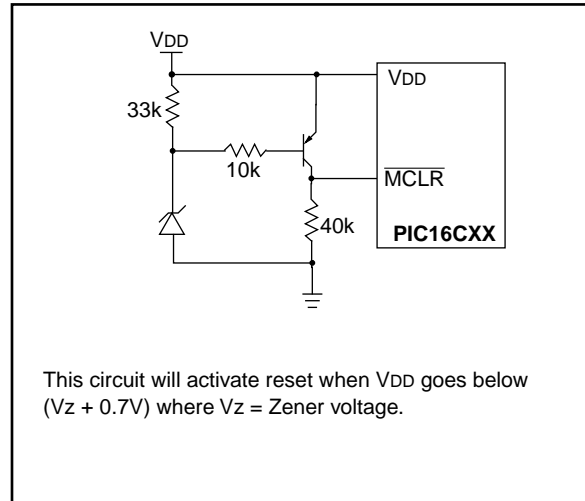 VDD
VDD
33k
10k
MCLR
40k
PIC16CXX
This circuit will activate reset when VDD goes below
(Vz + 0.7V) where Vz = Zener voltage.